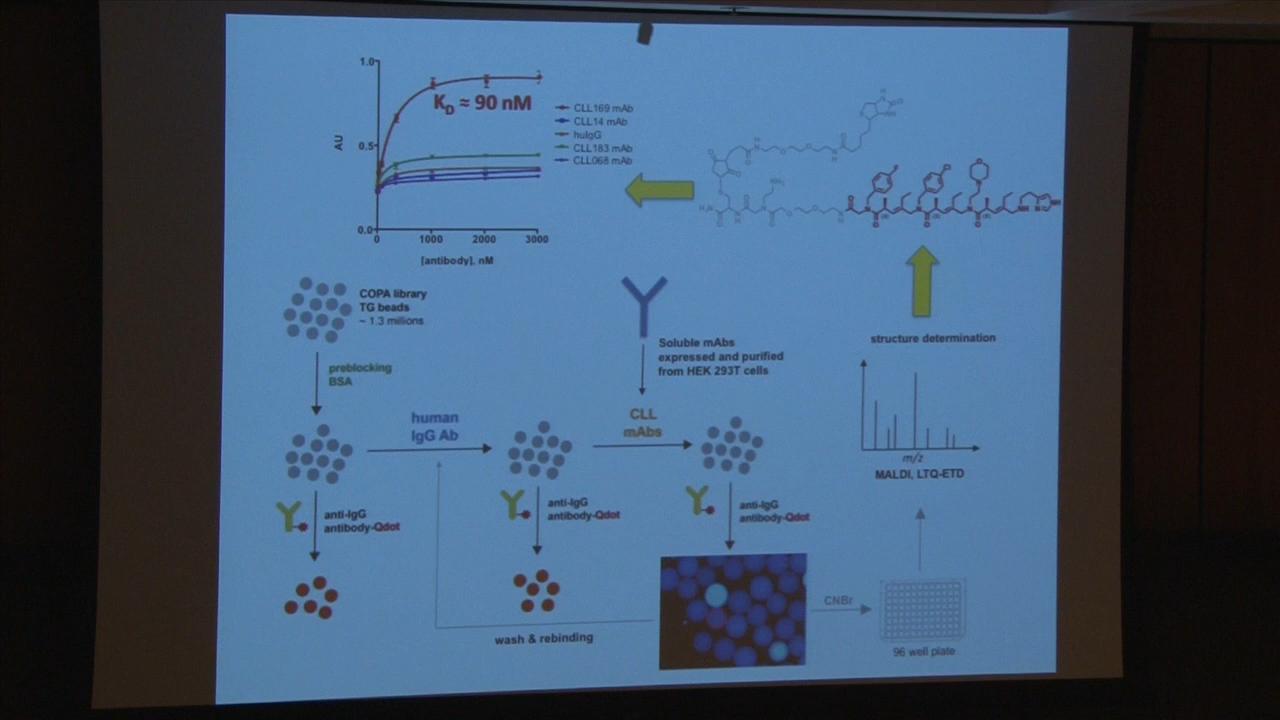 1.0
0.5
0.0
AU
0
1000
2000
3000
[antibody], nM
K_D ≈ 90 nM
CLL169 mAb
CLL14 mAb
huIgG
CLL183 mAb
CLL068 mAb
COPA library
TG beads
~ 1.3 millions
preblocking
BSA
Soluble mAbs
expressed and purified
from HEK 293T cells
structure determination
human
IgG Ab
CLL
mAbs
m/z
MALDI, LTQ-ETD
anti-IgG
antibody-Qdot
anti-IgG
antibody-Qdot
anti-IgG
antibody-Qdot
wash & rebinding
CNBr
96 well plate